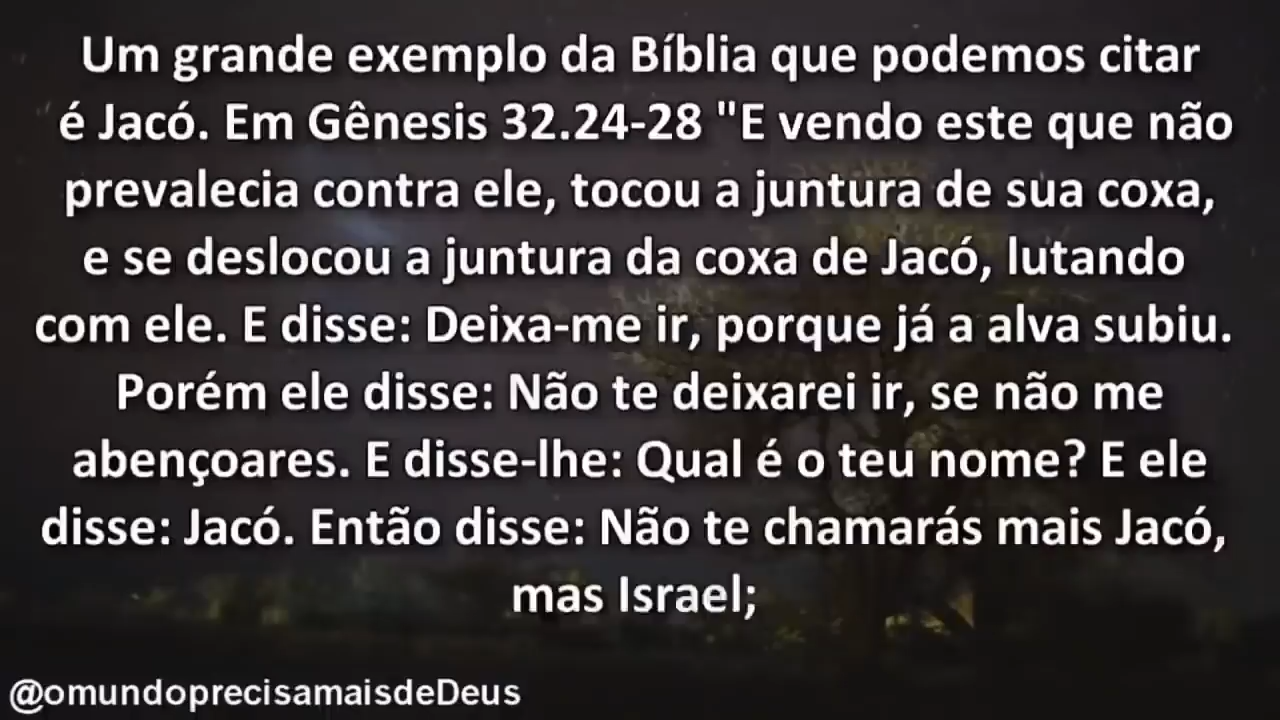 Um grande exemplo da Bíblia que podemos citar
é Jacó. Em Gênesis 32.24-28 "E vendo este que não
prevalecia contra ele, tocou a juntura de sua coxa,
e se deslocou a juntura da coxa de Jacó, lutando
com ele. E disse: Deixa-me ir, porque já a alva subiu.
Porém ele disse: Não te deixarei ir, se não me
abençoares. E disse-lhe: Qual é o teu nome? E ele
disse: Jacó. Então disse: Não te chamarás mais Jacó,
mas Israel;
@omundoprecisamaisdeDeus